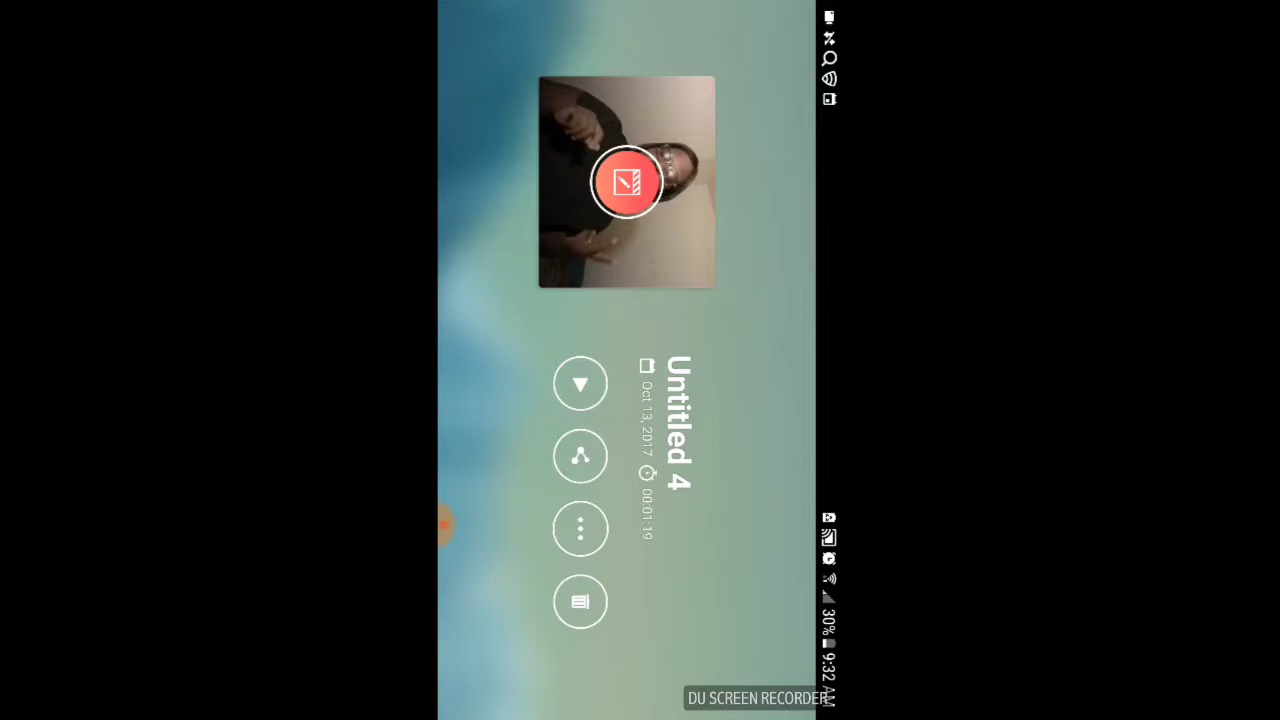 30% 9:32 AM
Untitled 4
Oct 13, 2017 00:01:19
DU SCREEN RECORDER